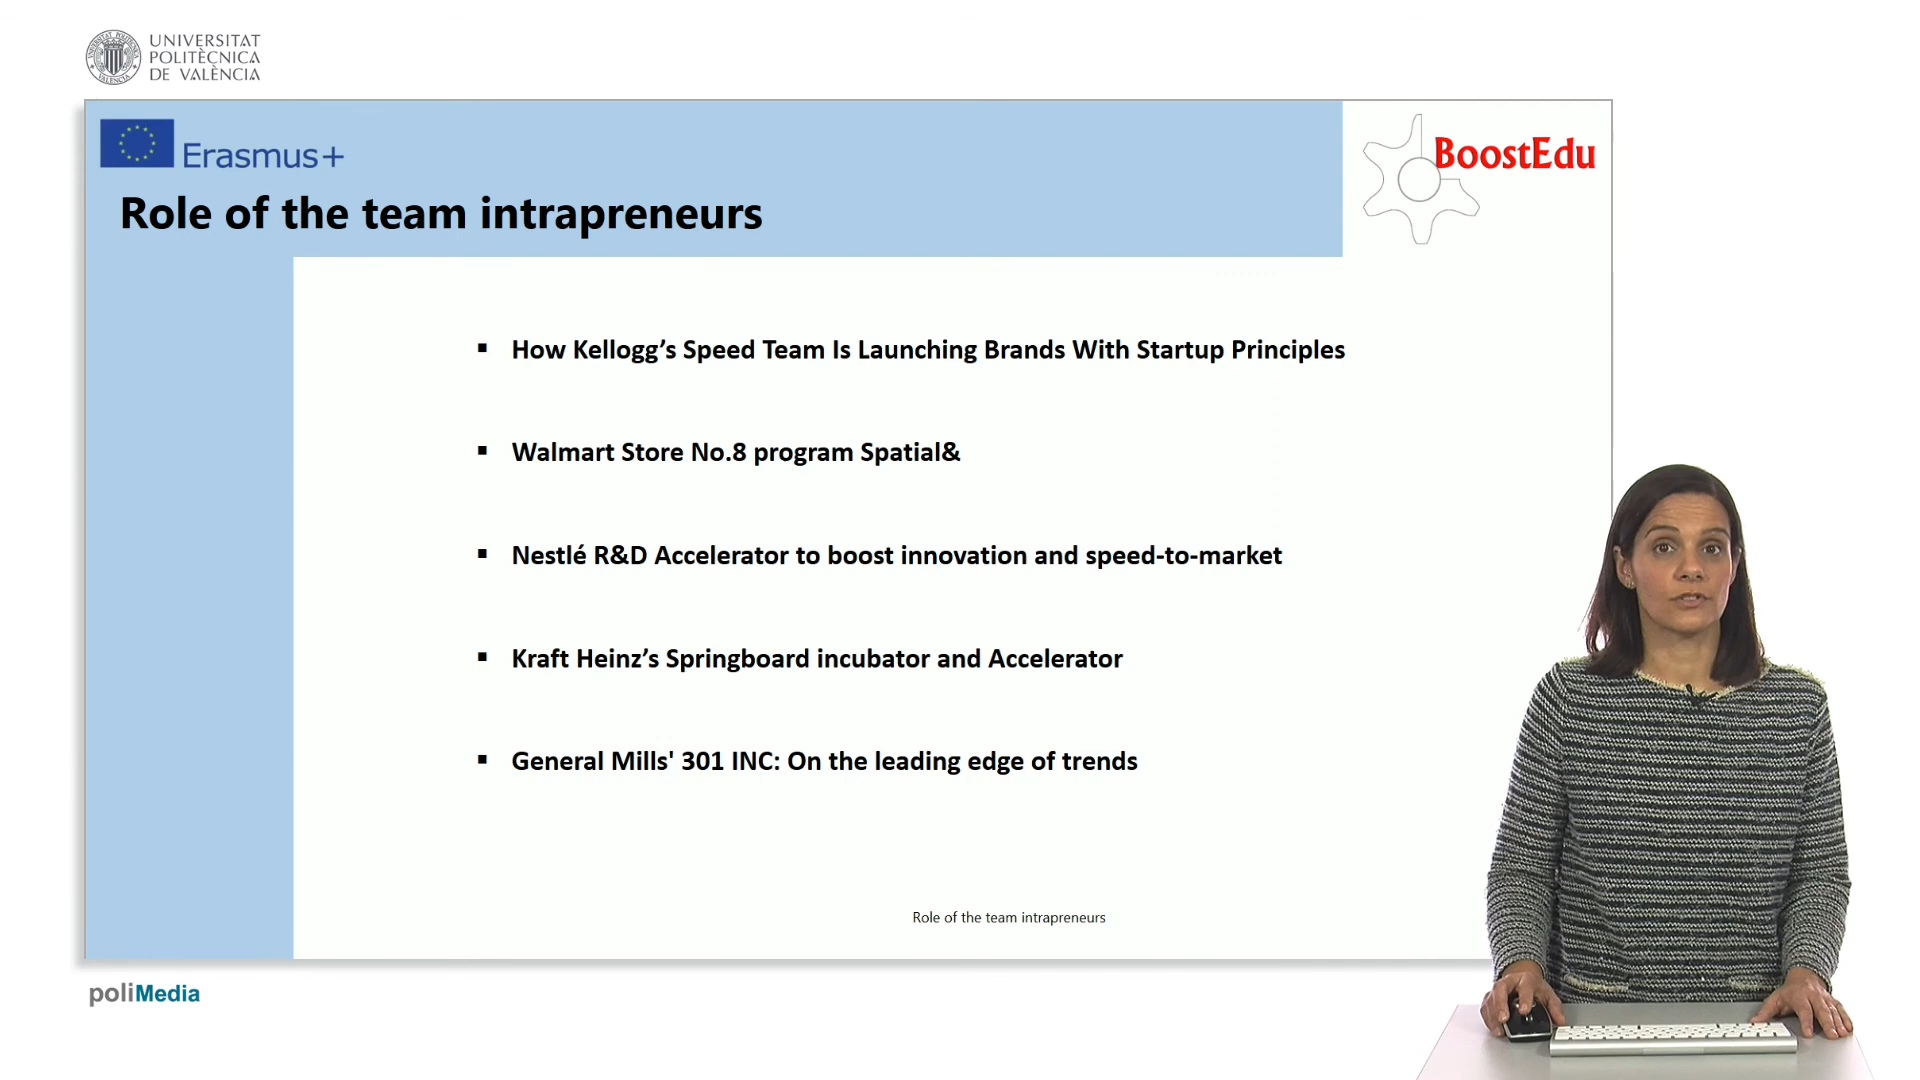 UNIVERSITAT
POLITÈCNICA
DE VALÈNCIA
Erasmus+
BoostEdu
Role of the team intrapreneurs
▪ How Kellogg’s Speed Team Is Launching Brands With Startup Principles
▪ Walmart Store No.8 program Spatial&
▪ Nestlé R&D Accelerator to boost innovation and speed-to-market
▪ Kraft Heinz’s Springboard incubator and Accelerator
▪ General Mills' 301 INC: On the leading edge of trends
Role of the team intrapreneurs
poliMedia